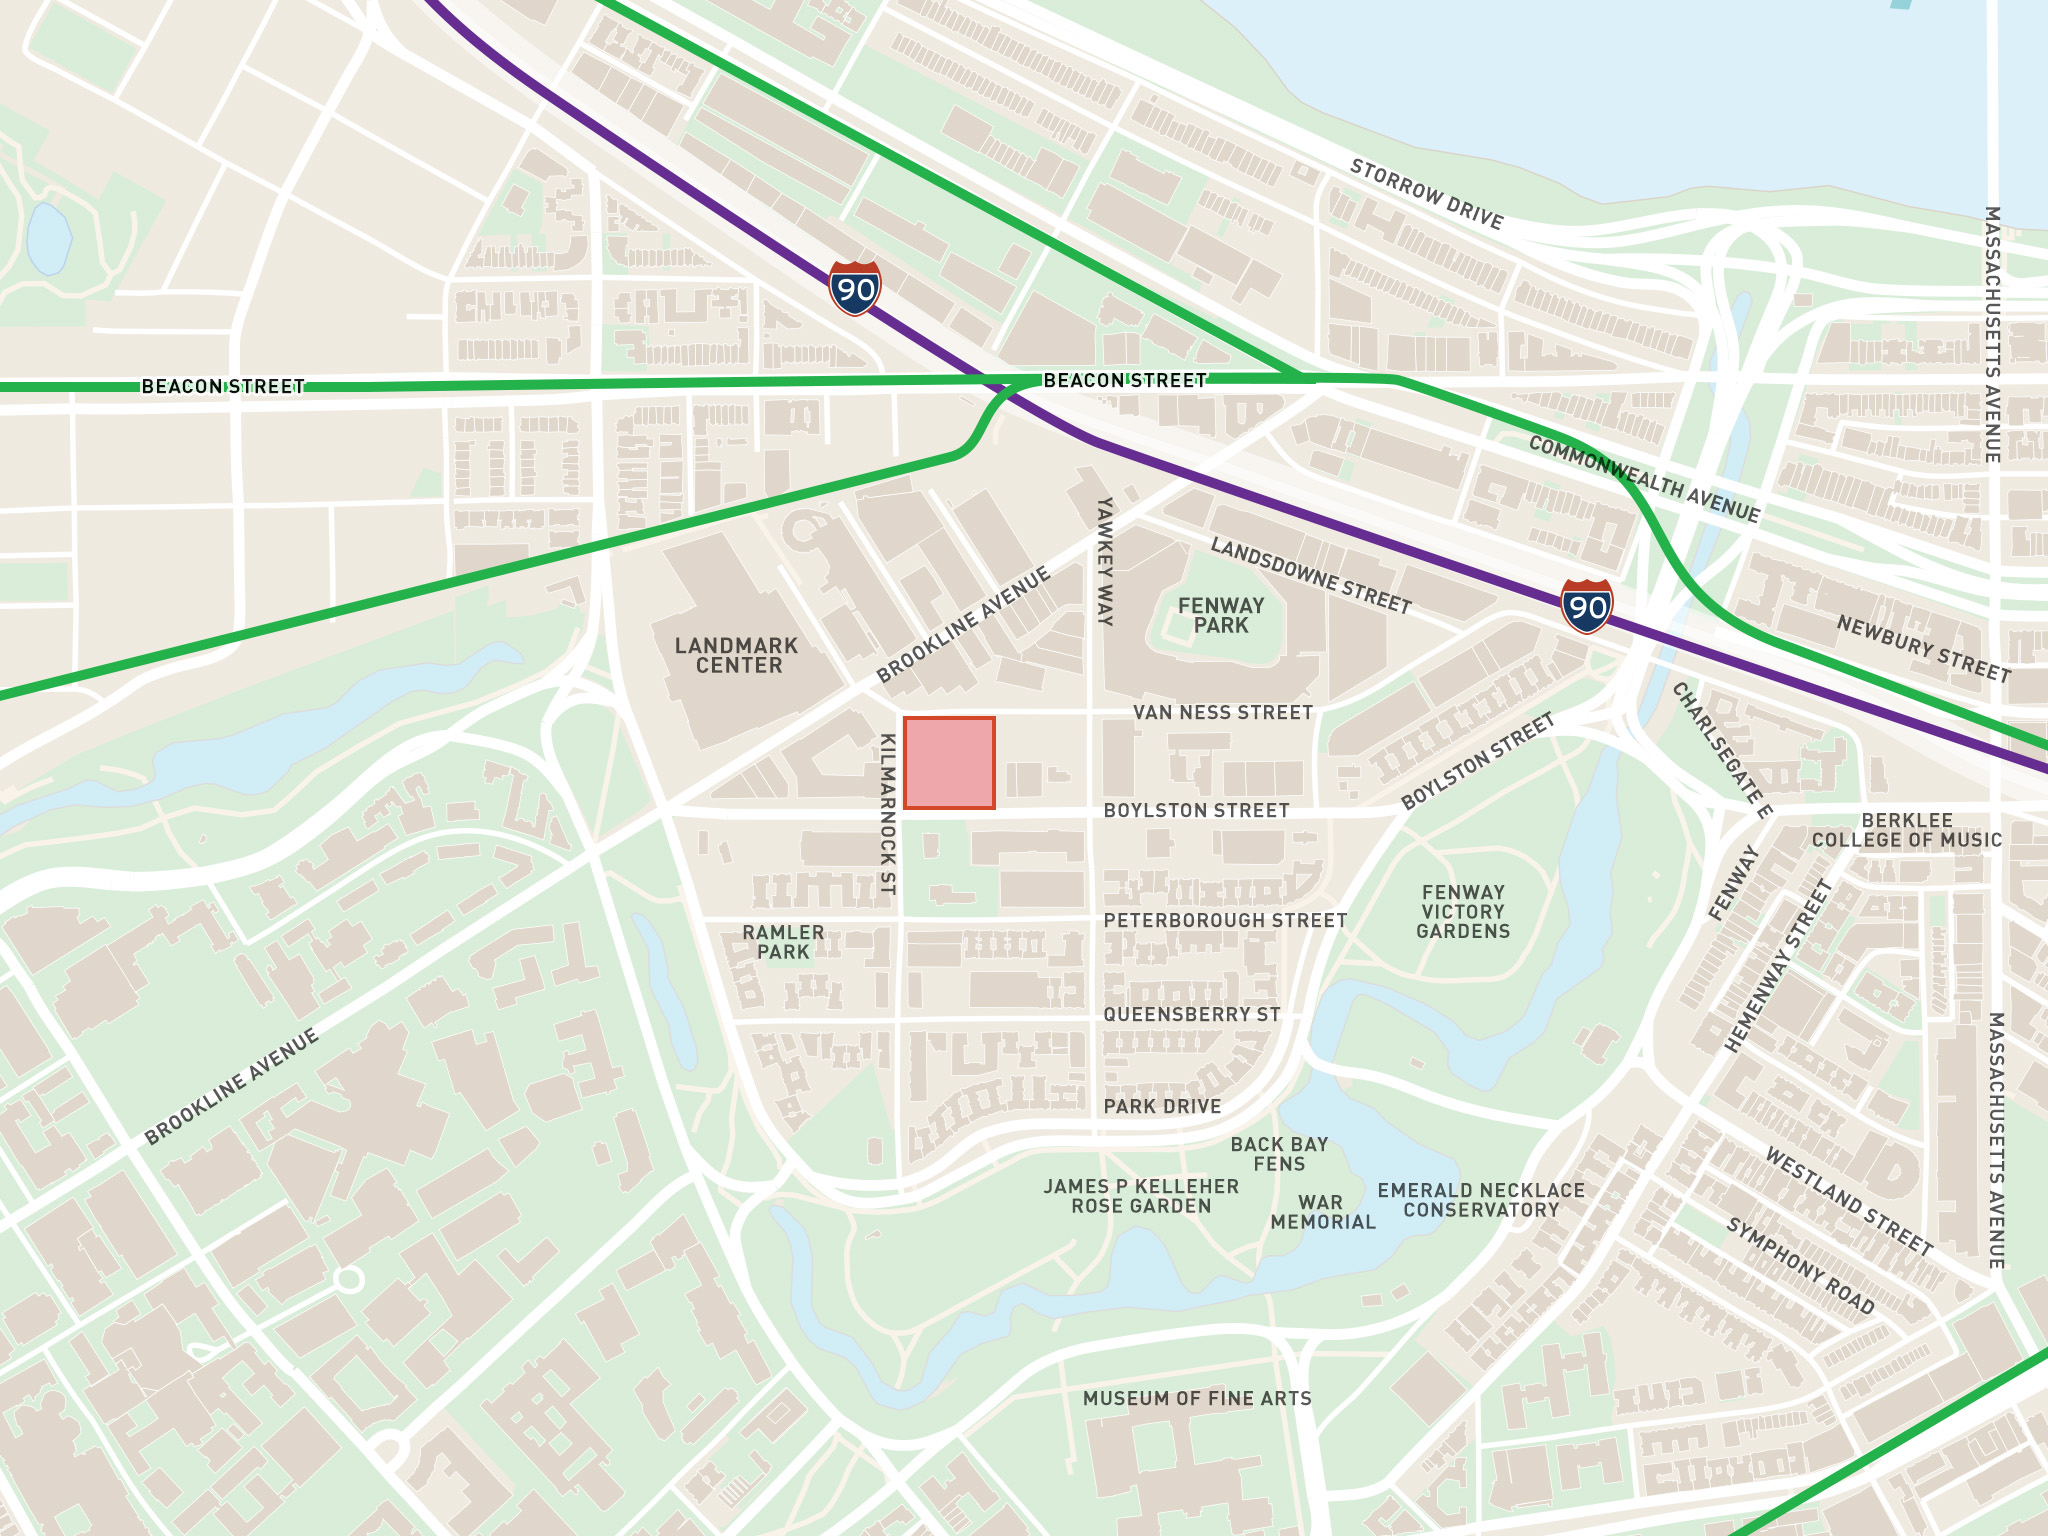 STORROW DRIVE
MASSACHUSETTS AVENUE
90
BEACON STREET
BEACON STREET
COMMONWEALTH AVENUE
YAWKEY WAY
LANDSDOWNE STREET
BROOKLINE AVENUE
FENWAY
PARK
90
NEWBURY STREET
LANDMARK
CENTER
VAN NESS STREET
CHARLSEGATE E
KILMARNOCK ST
BOYLSTON STREET
BOYLSTON STREET
BERKLEE
COLLEGE OF MUSIC
FENWAY
FENWAY
VICTORY
GARDENS
HEMENWAY STREET
PETERBOROUGH STREET
RAMLER
PARK
QUEENSBERRY ST
BROOKLINE AVENUE
MASSACHUSETTS AVENUE
PARK DRIVE
BACK BAY
FENS
JAMES P KELLEHER
ROSE GARDEN
WAR
MEMORIAL
EMERALD NECKLACE
CONSERVATORY
WESTLAND STREET
SYMPHONY ROAD
MUSEUM OF FINE ARTS